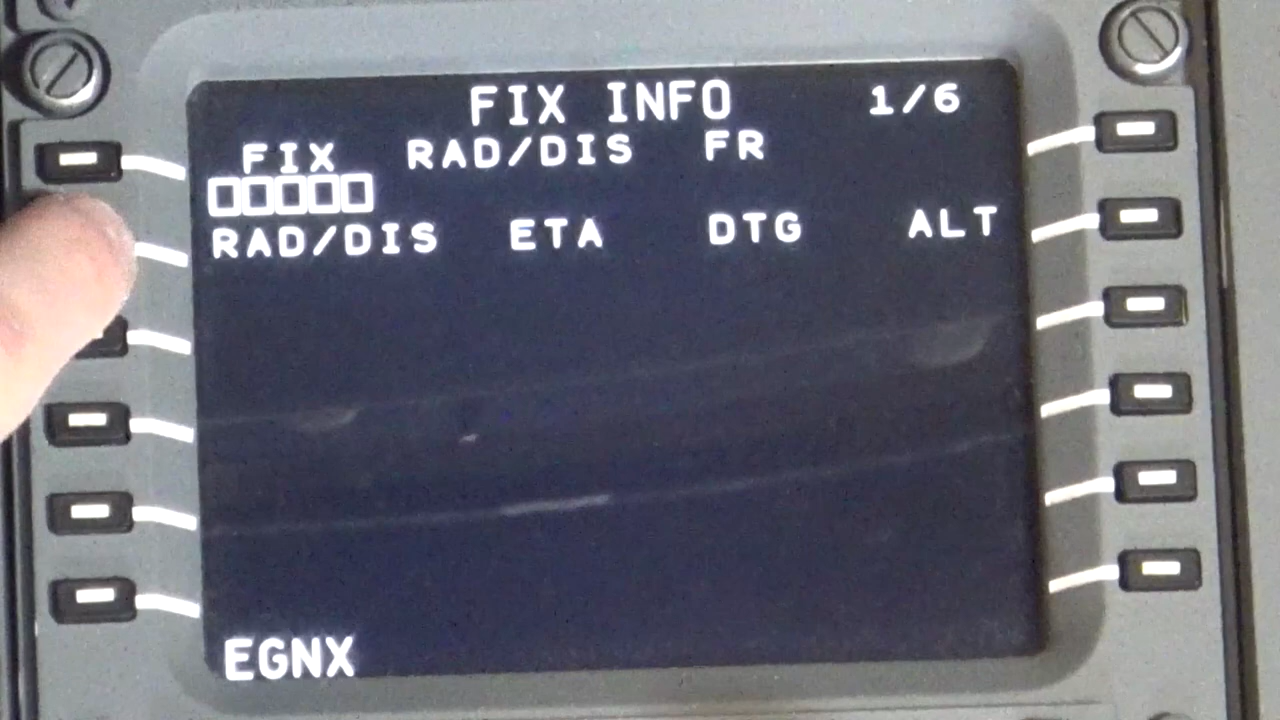 FIX INFO 1/6
FIX RAD/DIS FR
□□□□□
RAD/DIS ETA DTG ALT
EGNX